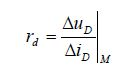 r_d = Δu_D / Δi_D |_M